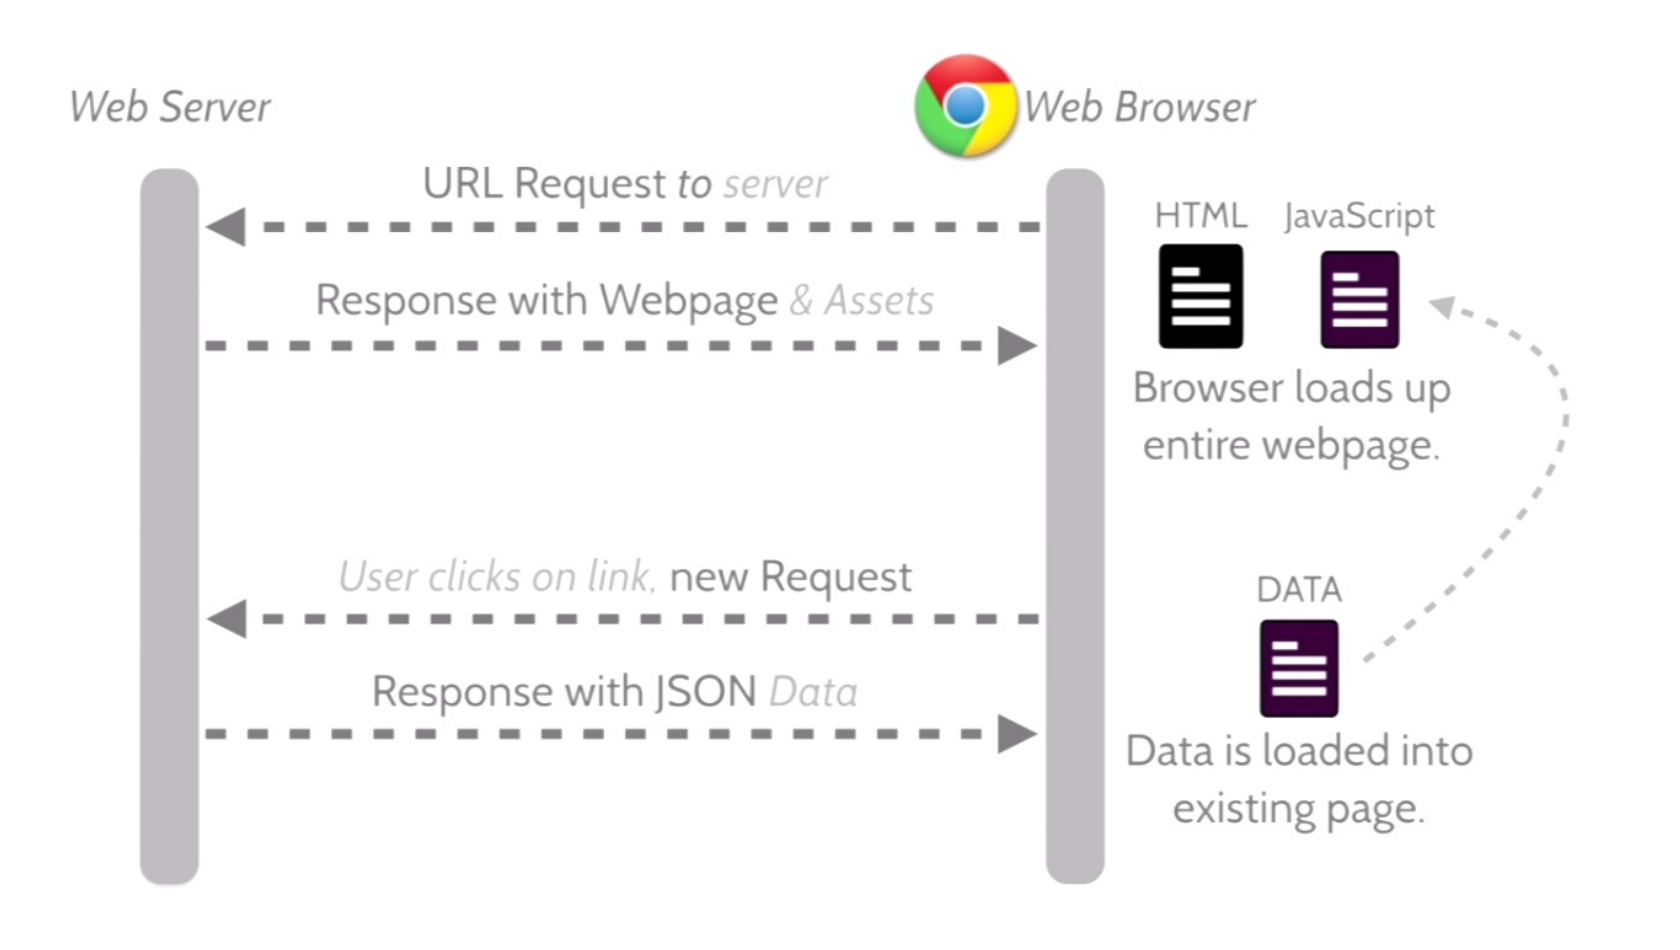 Web Server
Web Browser
URL Request to server
HTML
JavaScript
Response with Webpage & Assets
Browser loads up
entire webpage.
User clicks on link, new Request
DATA
Response with JSON Data
Data is loaded into
existing page.